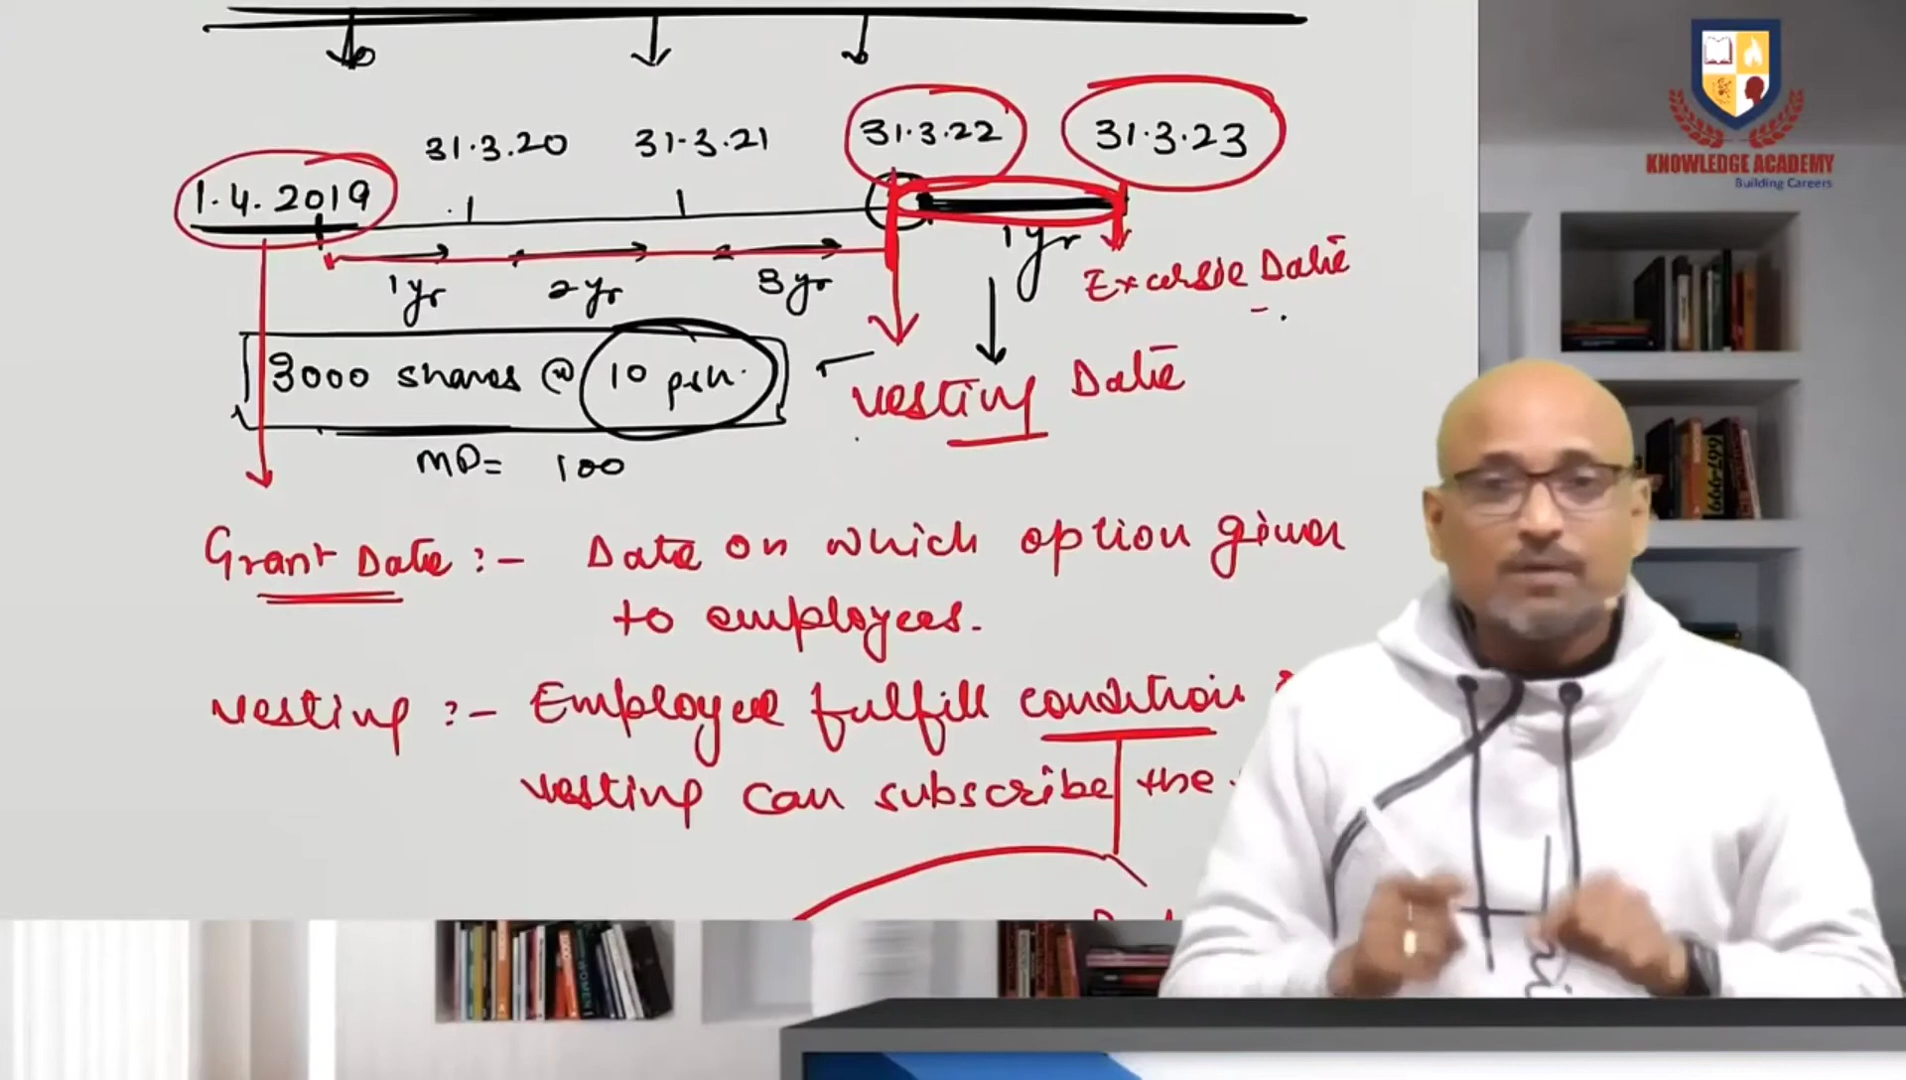 31.3.20 31.3.21 31.3.22 31.3.23
1.4.2019
1yr 2yr 3yr 1yr
Excersie Date
3000 shares @ 10 psh.
Vesting Date
MP= 100
Grant Date :- Date on which option given
to employees.
Vesting :- Employee fulfill condition
vesting can subscribe the
KNOWLEDGE ACADEMY
Building Careers